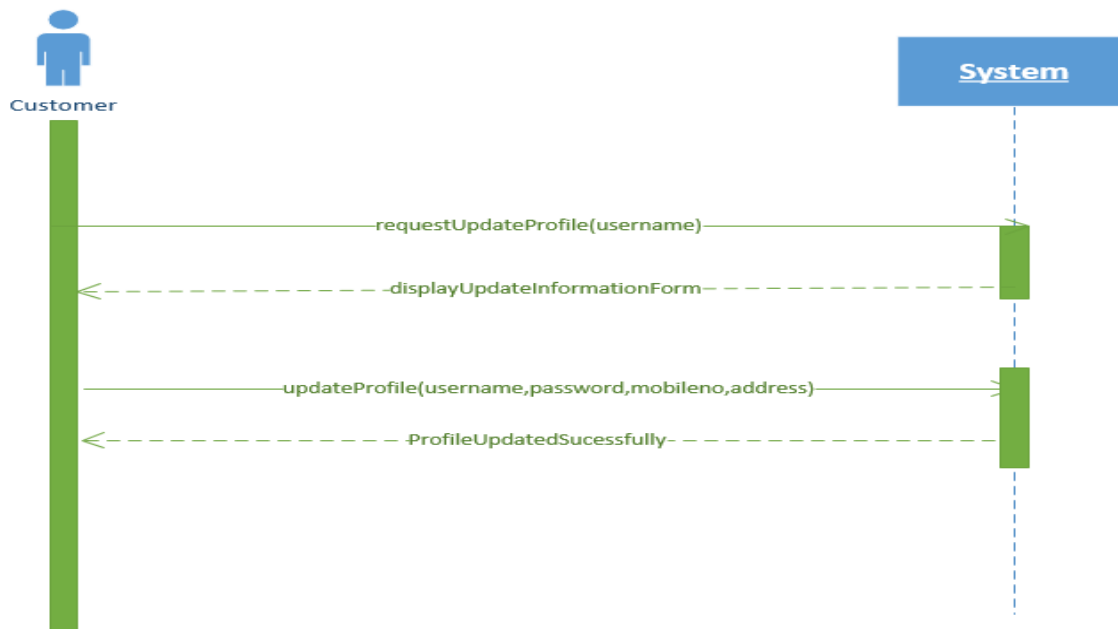 Customer
System
requestUpdateProfile(username)
displayUpdateInformationForm
updateProfile(username,password,mobileno,address)
ProfileUpdatedSucessfully